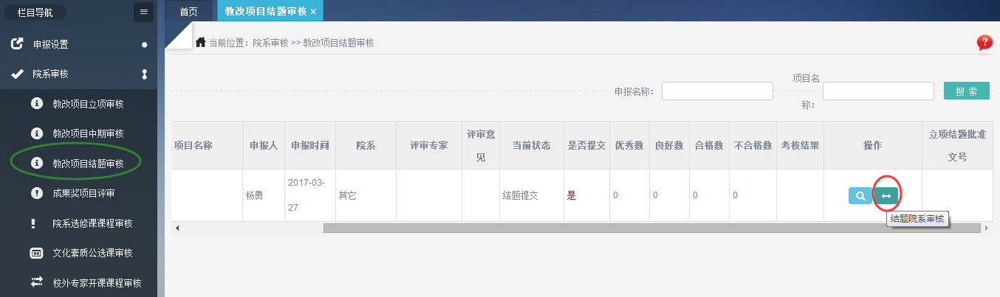 栏目导航
首页
教改项目结题审核 ×
申报设置
院系审核
教改项目立项审核
教改项目中期审核
教改项目结题审核
成果奖项目评审
院系选修课课程审核
文化素质公选课审核
校外专家开课课程审核
当前位置：院系审核 >> 教改项目结题审核
?
申报名称：
项目名
称：
搜 索
项目名称
申报人
申报时间
院系
评审专家
评审意
见
当前状态
是否提交
优秀数
良好数
合格数
不合格数
考核结果
操作
立项结题批准
文号
杨勇
2017-03-
27
其它
结题提交
是
0
0
0
0
结题院系审核